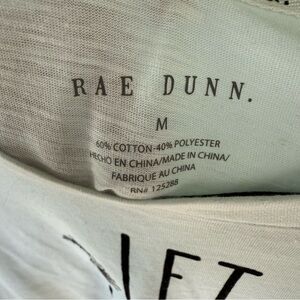 RAE DUNN.
M
60% COTTON-40% POLYESTER
HECHO EN CHINA/MADE IN CHINA/
FABRIQUE AU CHINA
RN# 125288